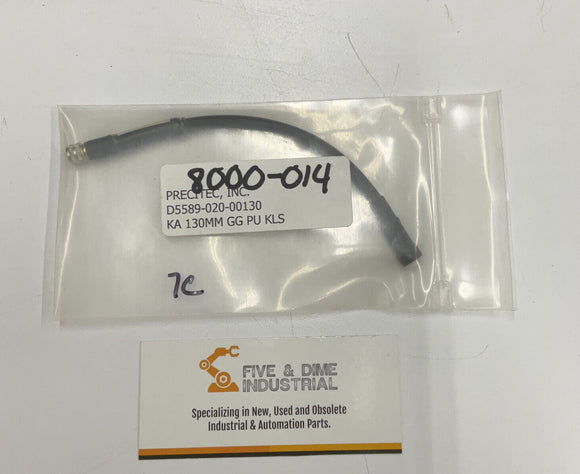 8000-014
PRECITEC, INC.
D5589-020-00130
KA 130MM GG PU KLS
7C
FIVE & DIME
INDUSTRIAL
Specializing in New, Used and Obsolete
Industrial & Automation Parts.